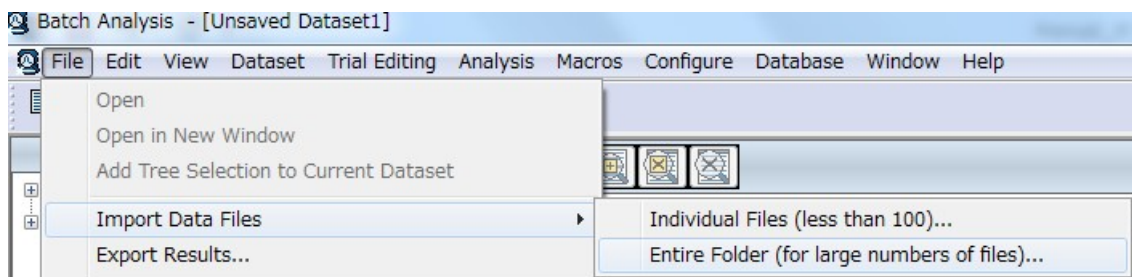 Batch Analysis - [Unsaved Dataset1]
File Edit View Dataset Trial Editing Analysis Macros Configure Database Window Help
Open
Open in New Window
Add Tree Selection to Current Dataset
Import Data Files
Individual Files (less than 100)...
Export Results...
Entire Folder (for large numbers of files)...